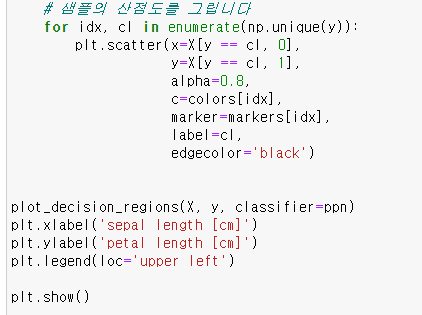 # 샘플의 산점도를 그립니다
for idx, cl in enumerate(np.unique(y)):
plt.scatter(x=X[y == cl, 0],
y=X[y == cl, 1],
alpha=0.8,
c=colors[idx],
marker=markers[idx],
label=cl,
edgecolor='black')
plot_decision_regions(X, y, classifier=ppn)
plt.xlabel('sepal length [cm]')
plt.ylabel('petal length [cm]')
plt.legend(loc='upper left')
plt.show()